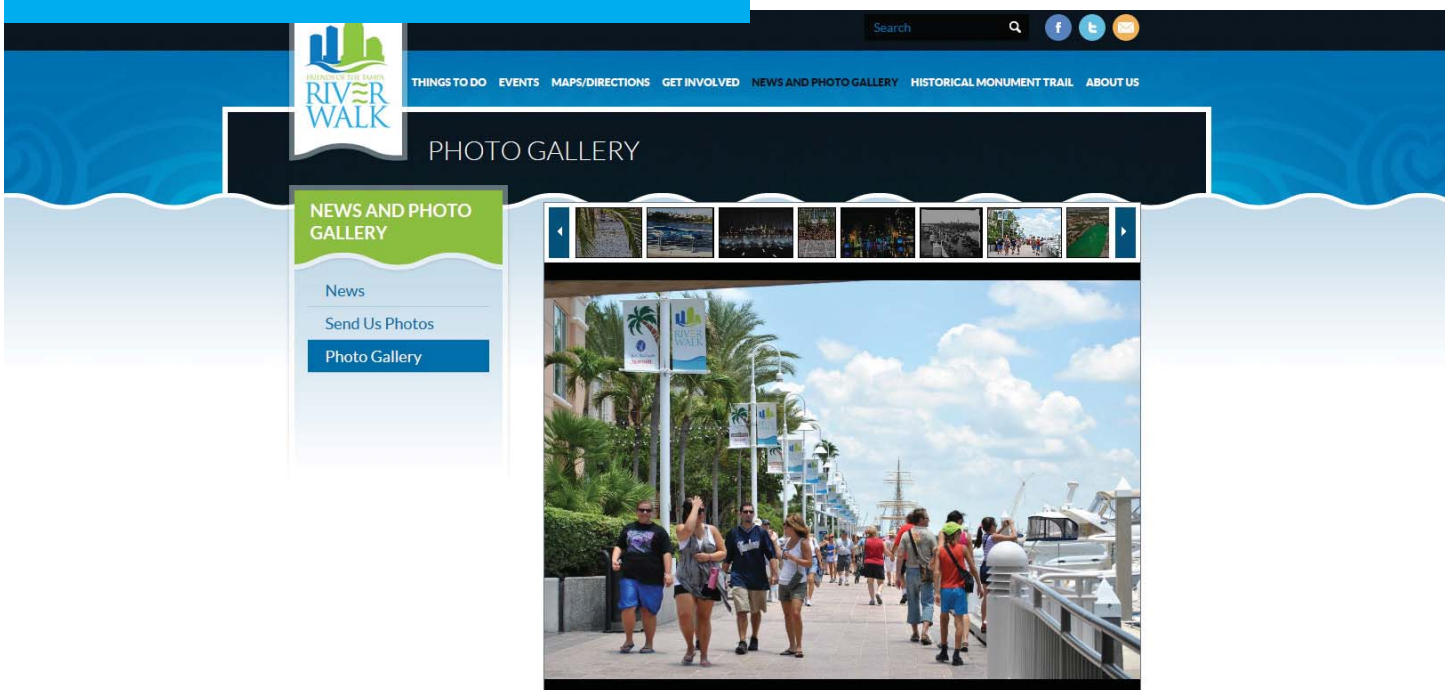 Search
FRIENDS OF THE TAMPA
RIVER
WALK
THINGS TO DO EVENTS MAPS/DIRECTIONS GET INVOLVED NEWS AND PHOTO GALLERY HISTORICAL MONUMENT TRAIL ABOUT US
PHOTO GALLERY
NEWS AND PHOTO
GALLERY
News
Send Us Photos
Photo Gallery
RIVER
WALK